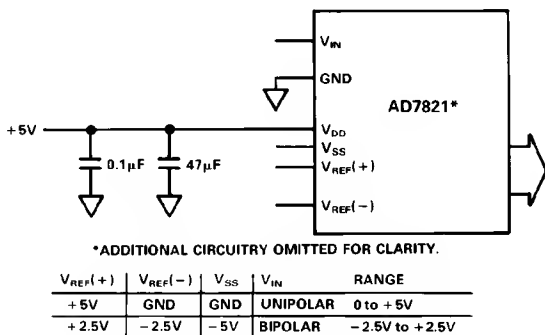 V_IN
GND
AD7821*
+5V
V_DD
V_SS
0.1µF
47µF
V_REF(+)
V_REF(−)
*ADDITIONAL CIRCUITRY OMITTED FOR CLARITY.
V_REF(+) V_REF(−) V_SS V_IN RANGE
+5V GND GND UNIPOLAR 0 to +5V
+2.5V −2.5V −5V BIPOLAR −2.5V to +2.5V